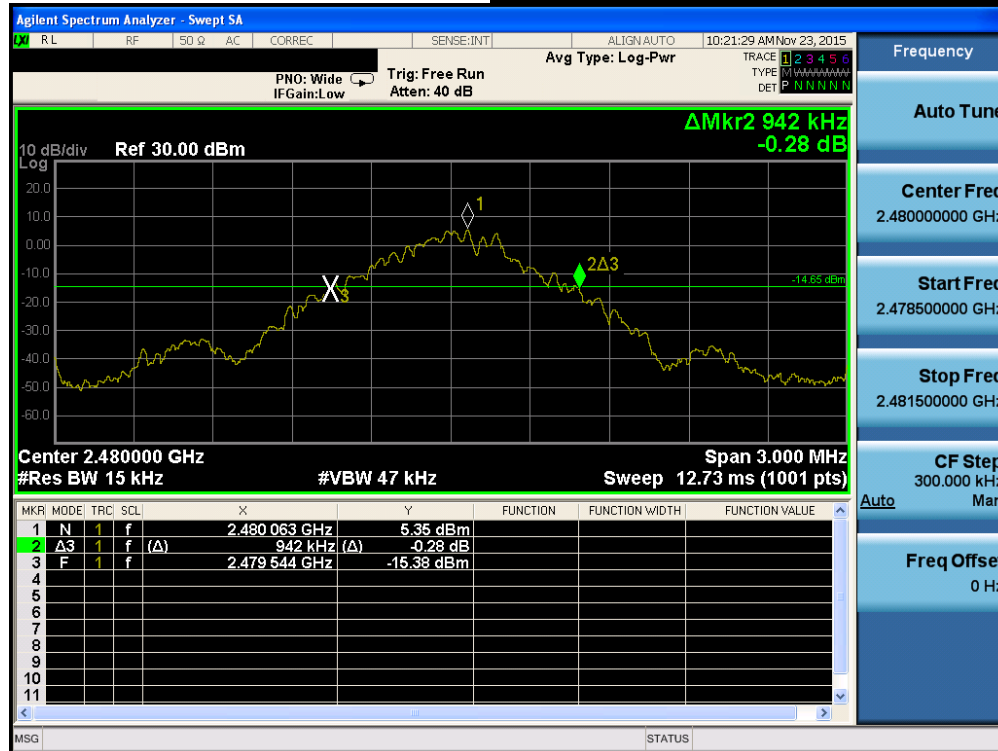 Agilent Spectrum Analyzer - Swept SA
LXI RL RF 50 Ω AC CORREC SENSE:INT ALIGN AUTO 10:21:29 AM Nov 23, 2015
Frequency
Avg Type: Log-Pwr
TRACE 1 2 3 4 5 6
PNO: Wide Trig: Free Run TYPE M WWWWW
IFGain:Low Atten: 40 dB DET P N N N N N
Auto Tune
ΔMkr2 942 kHz
-0.28 dB
10 dB/div Ref 30.00 dBm
Log
20.0
10.0
0.00
-10.0
-20.0
-30.0
-40.0
-50.0
-60.0
1
2Δ3
-14.65 dBm
3
Center Freq
2.480000000 GHz
Start Freq
2.478500000 GHz
Stop Freq
2.481500000 GHz
Center 2.480000 GHz Span 3.000 MHz
#Res BW 15 kHz #VBW 47 kHz Sweep 12.73 ms (1001 pts)
CF Step
300.000 kHz
Auto Man
MKR MODE TRC SCL X Y FUNCTION FUNCTION WIDTH FUNCTION VALUE
1 N 1 f 2.480 063 GHz 5.35 dBm
2 Δ3 1 f (Δ) 942 kHz (Δ) -0.28 dB
3 F 1 f 2.479 544 GHz -15.38 dBm
4
5
6
7
8
9
10
11
Freq Offset
0 Hz
MSG STATUS